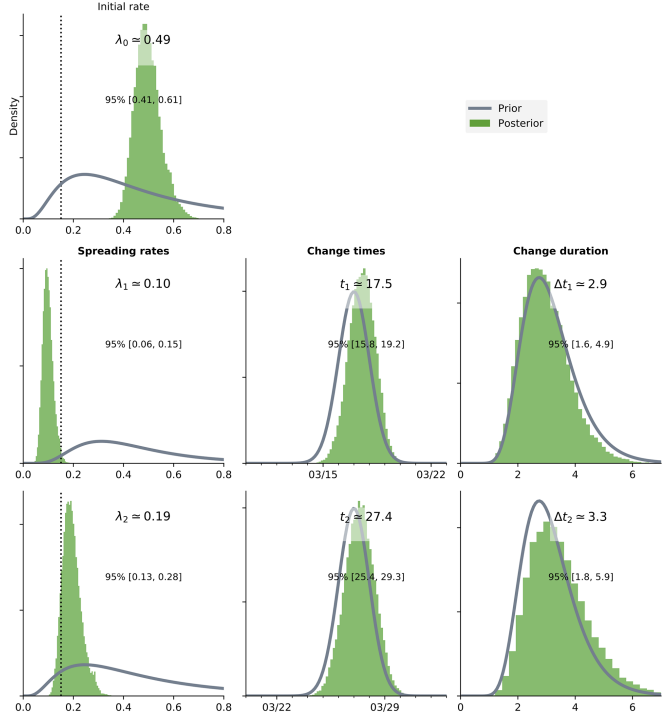 Initial rate
λ₀ ≃ 0.49
95% [0.41, 0.61]
Density
0.0 0.2 0.4 0.6 0.8
Prior
Posterior
Spreading rates
λ₁ ≃ 0.10
95% [0.06, 0.15]
0.0 0.2 0.4 0.6 0.8
Change times
t₁ ≃ 17.5
95% [15.8, 19.2]
03/15 03/22
Change duration
Δt₁ ≃ 2.9
95% [1.6, 4.9]
0 2 4 6
λ₂ ≃ 0.19
95% [0.13, 0.28]
0.0 0.2 0.4 0.6 0.8
t₂ ≃ 27.4
95% [25.4, 29.3]
03/22 03/29
Δt₂ ≃ 3.3
95% [1.8, 5.9]
0 2 4 6